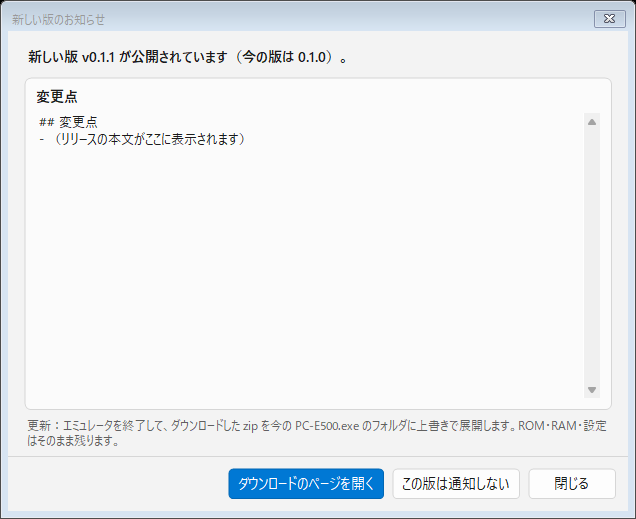 新しい版のお知らせ
新しい版 v0.1.1 が公開されています（今の版は 0.1.0）。
変更点
## 変更点
- （リリースの本文がここに表示されます）
更新：エミュレータを終了して、ダウンロードした zip を今の PC-E500.exe のフォルダに上書きで展開します。ROM・RAM・設定
はそのまま残ります。
ダウンロードのページを開く
この版は通知しない
閉じる